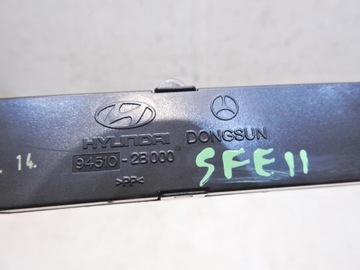 HYUNDAI DONGSUN
94510-2B000
. 14.
SFE11
>PP<